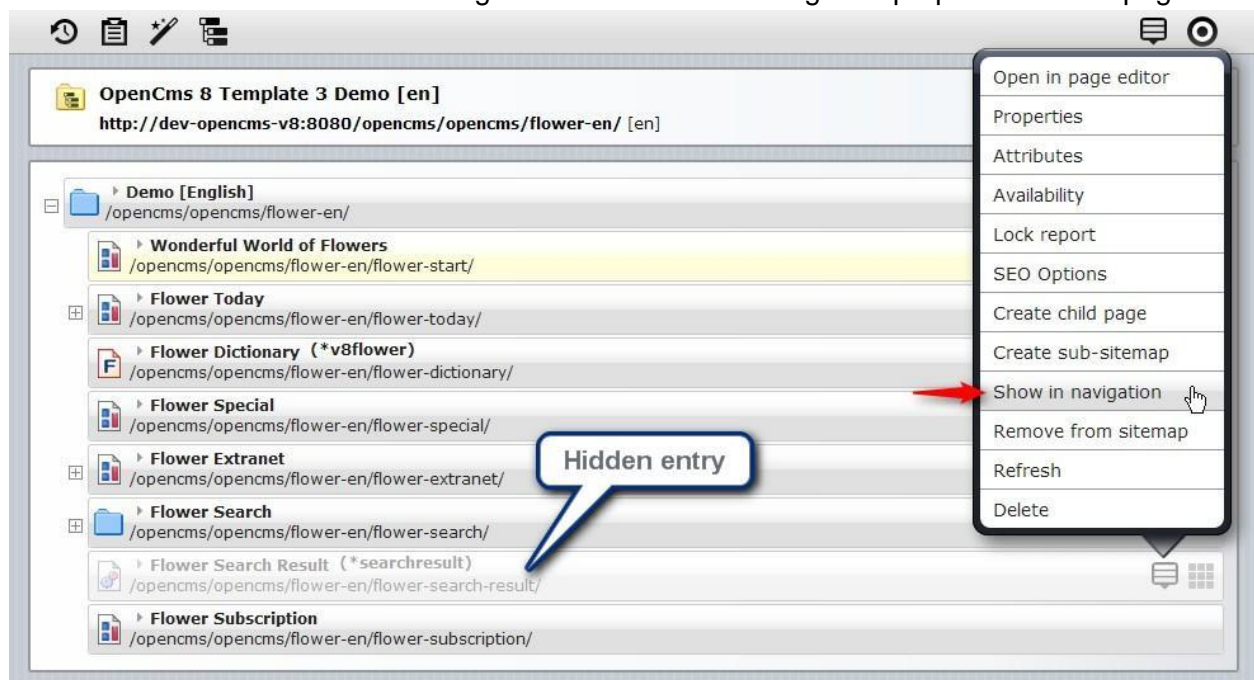 OpenCms 8 Template 3 Demo [en]
http://dev-opencms-v8:8080/opencms/opencms/flower-en/ [en]
Demo [English]
/opencms/opencms/flower-en/
Wonderful World of Flowers
/opencms/opencms/flower-en/flower-start/
Flower Today
/opencms/opencms/flower-en/flower-today/
Flower Dictionary (*v8flower)
/opencms/opencms/flower-en/flower-dictionary/
Flower Special
/opencms/opencms/flower-en/flower-special/
Flower Extranet
/opencms/opencms/flower-en/flower-extranet/
Flower Search
/opencms/opencms/flower-en/flower-search/
Flower Search Result (*searchresult)
/opencms/opencms/flower-en/flower-search-result/
Flower Subscription
/opencms/opencms/flower-en/flower-subscription/
Hidden entry
Open in page editor
Properties
Attributes
Availability
Lock report
SEO Options
Create child page
Create sub-sitemap
Show in navigation
Remove from sitemap
Refresh
Delete